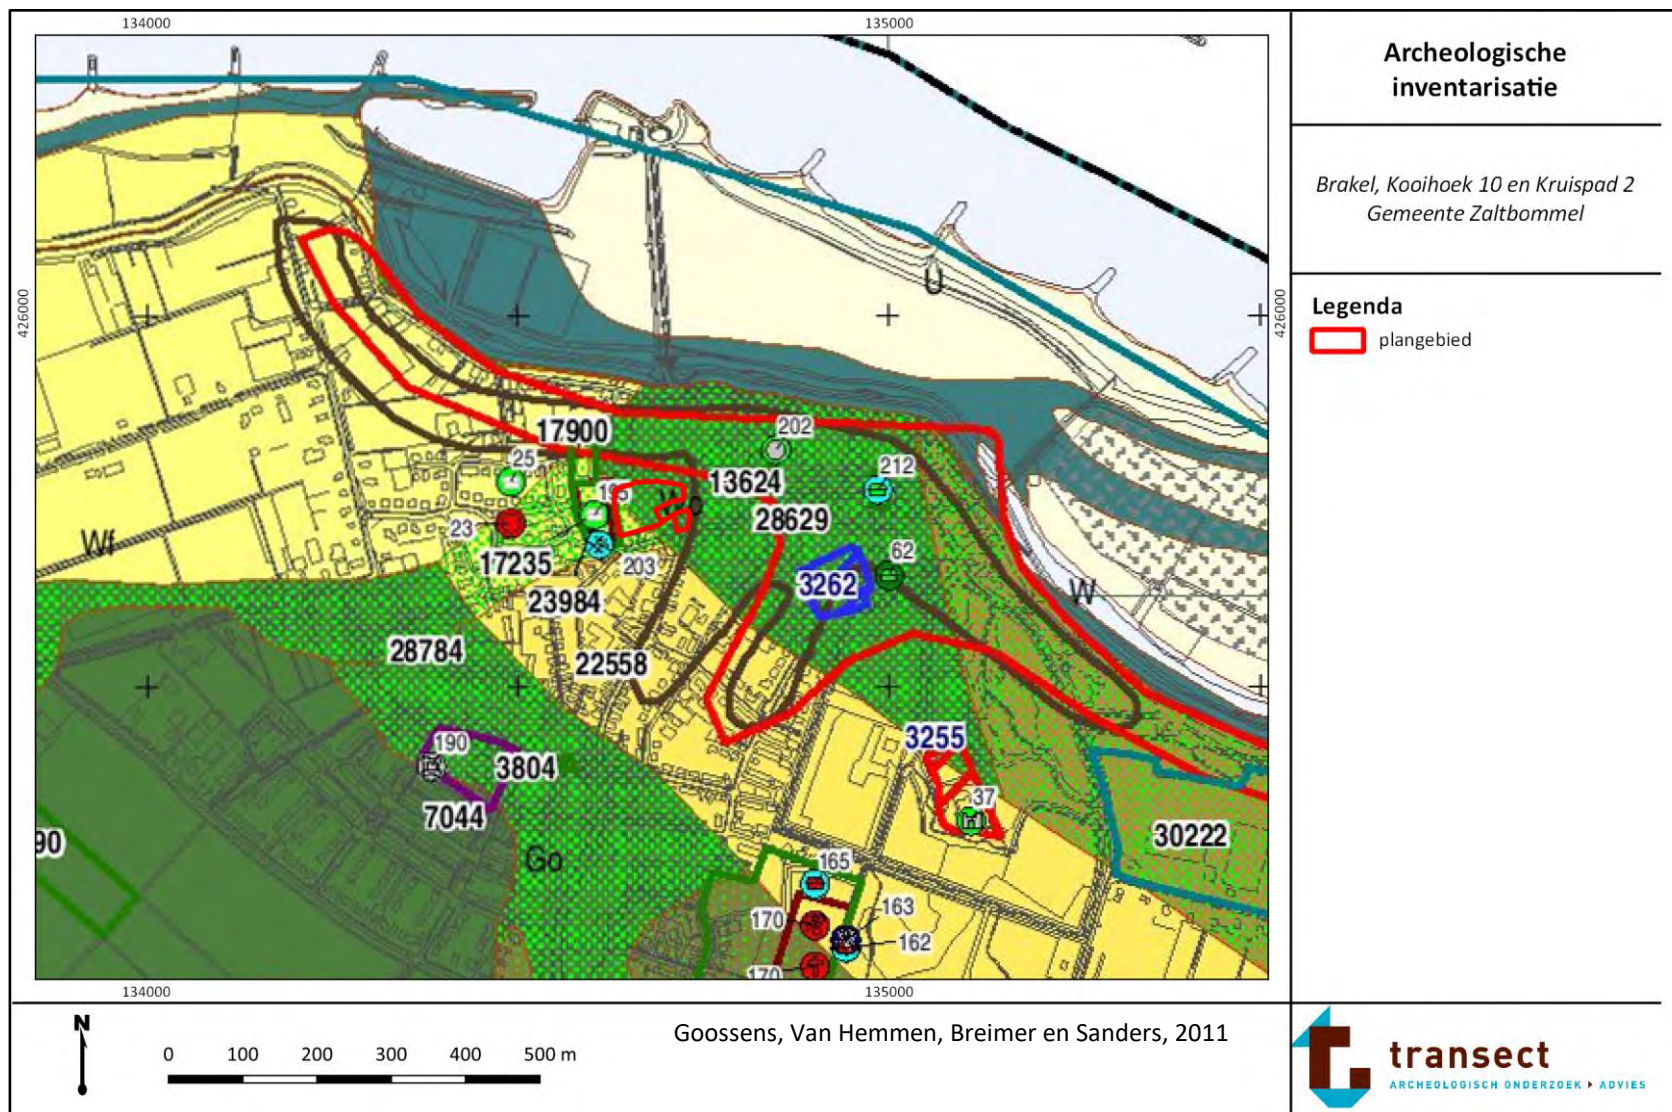 134000
135000
426000
426000
U
17900
202
25
13624
212
195
Wo
28629
23
Wf
17235
203
62
3262
W
23984
28784
22558
3255
190
3804
37
7044
30222
90
Go
165
163
170
162
170
134000
135000
Archeologische
inventarisatie
Brakel, Kooihoek 10 en Kruispad 2
Gemeente Zaltbommel
Legenda
plangebied
N
0 100 200 300 400 500 m
Goossens, Van Hemmen, Breimer en Sanders, 2011
transect
ARCHEOLOGISCH ONDERZOEK ▸ ADVIES